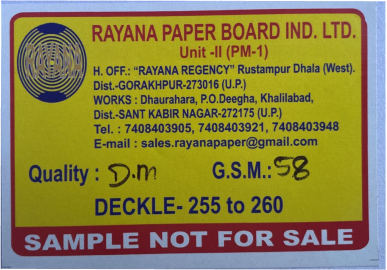 RAYANA PAPER BOARD IND. LTD.
Unit -II (PM-1)
H. OFF.: “RAYANA REGENCY” Rustampur Dhala (West).
Dist.-GORAKHPUR-273016 (U.P.)
WORKS : Dhaurahara, P.O.Deegha, Khalilabad,
Dist.-SANT KABIR NAGAR-272175 (U.P.)
Tel. : 7408403905, 7408403921, 7408403948
E-mail : sales.rayanapaper@gmail.com
Quality : D.M G.S.M.: 58
DECKLE- 255 to 260
SAMPLE NOT FOR SALE